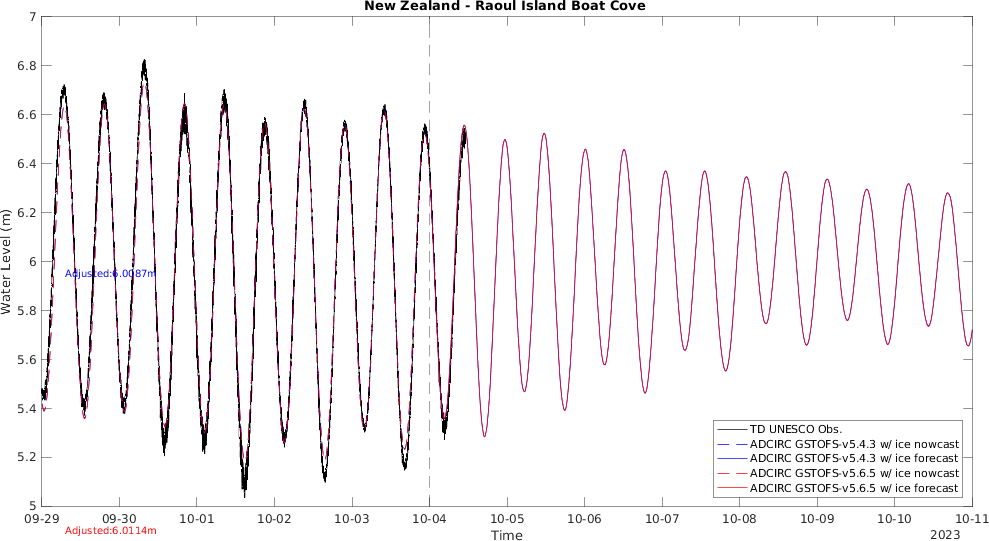 New Zealand - Raoul Island Boat Cove
7
6.8
6.6
6.4
6.2
6
5.8
5.6
5.4
5.2
5
Water Level (m)
Adjusted:6.0087m
TD UNESCO Obs.
ADCIRC GSTOFS-v5.4.3 w/ ice nowcast
ADCIRC GSTOFS-v5.4.3 w/ ice forecast
ADCIRC GSTOFS-v5.6.5 w/ ice nowcast
ADCIRC GSTOFS-v5.6.5 w/ ice forecast
09-29 09-30 10-01 10-02 10-03 10-04 10-05 10-06 10-07 10-08 10-09 10-10 10-11
Adjusted:6.0114m
Time
2023